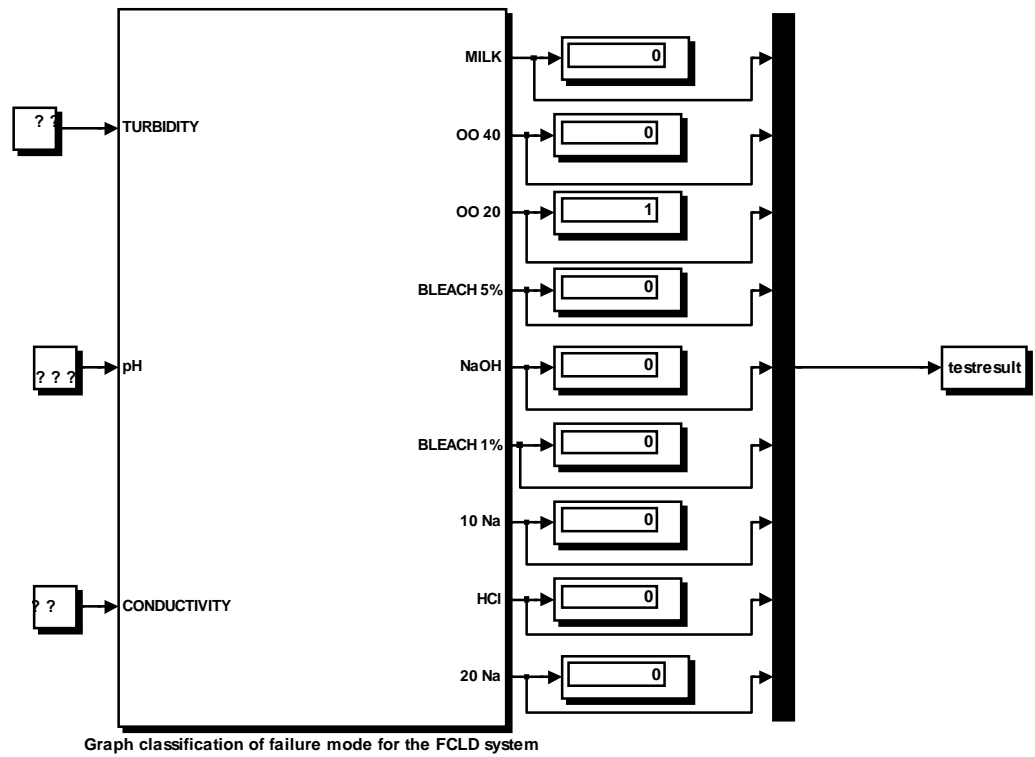 MILK
0
? ?
TURBIDITY
OO 40
0
OO 20
1
BLEACH 5%
0
? ? ?
pH
NaOH
0
testresult
BLEACH 1%
0
10 Na
0
? ?
CONDUCTIVITY
HCl
0
20 Na
0
Graph classification of failure mode for the FCLD system